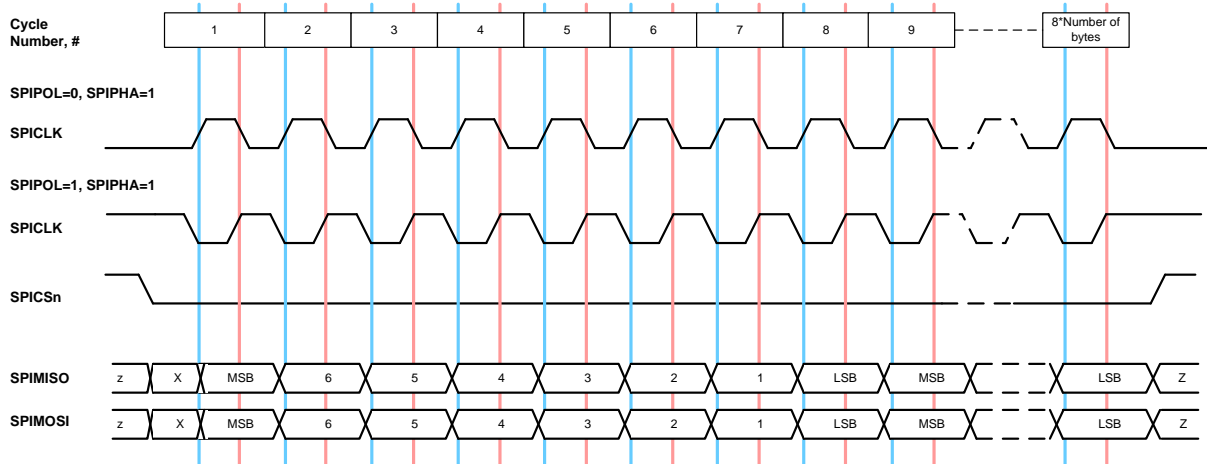 Cycle
Number, #
1 2 3 4 5 6 7 8 9
8*Number of
bytes
SPIPOL=0, SPIPHA=1
SPICLK
SPIPOL=1, SPIPHA=1
SPICLK
SPICSn
SPIMISO z X MSB 6 5 4 3 2 1 LSB MSB LSB Z
SPIMOSI z X MSB 6 5 4 3 2 1 LSB MSB LSB Z